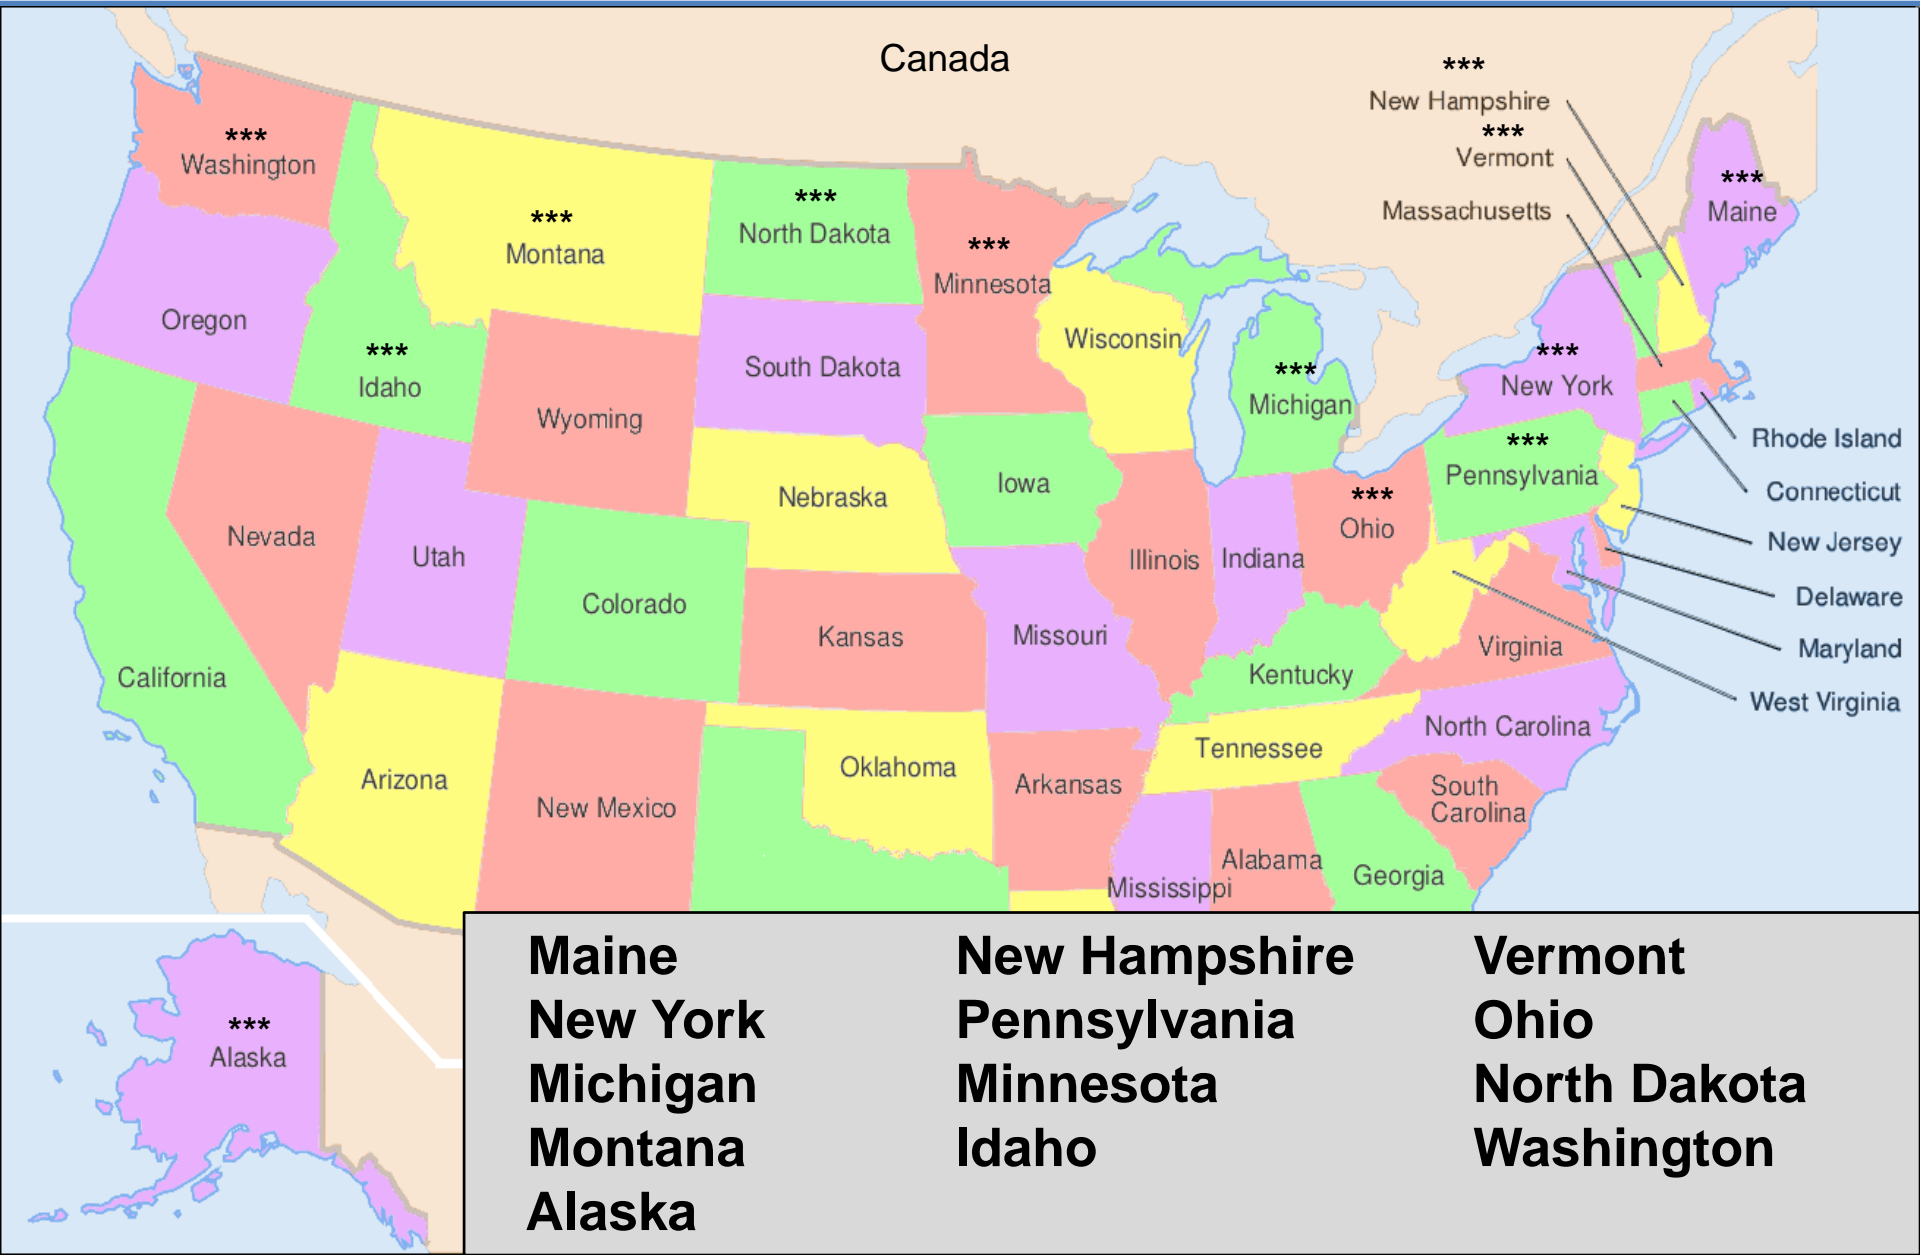 Canada
***
New Hampshire
***
Vermont
Massachusetts
***
Maine
***
Washington
***
Montana
***
North Dakota
***
Minnesota
Oregon
***
Idaho
Wyoming
South Dakota
Wisconsin
***
Michigan
***
New York
***
Pennsylvania
Rhode Island
Connecticut
New Jersey
Delaware
Maryland
West Virginia
Nevada
Utah
Colorado
Nebraska
Iowa
Illinois
Indiana
***
Ohio
California
Kansas
Missouri
Kentucky
Virginia
Arizona
New Mexico
Oklahoma
Arkansas
Tennessee
North Carolina
South
Carolina
Mississippi
Alabama
Georgia
***
Alaska
Maine New Hampshire Vermont
New York Pennsylvania Ohio
Michigan Minnesota North Dakota
Montana Idaho Washington
Alaska